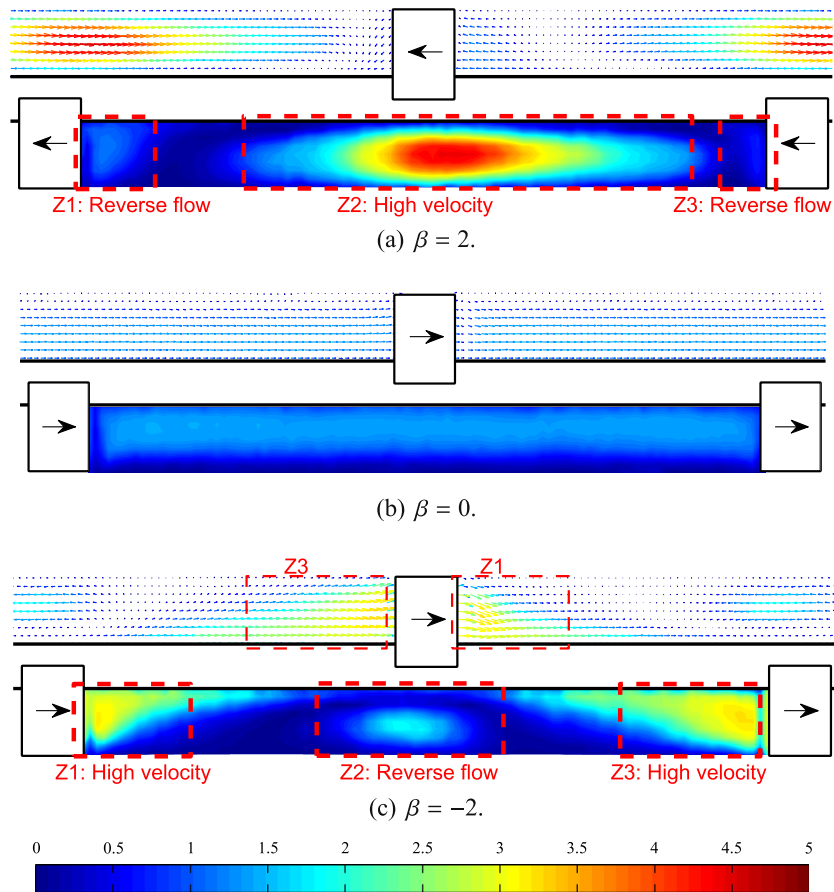 Z1: Reverse flow Z2: High velocity Z3: Reverse flow
(a) β = 2.
(b) β = 0.
Z3 Z1
Z1: High velocity Z2: Reverse flow Z3: High velocity
(c) β = −2.
0 0.5 1 1.5 2 2.5 3 3.5 4 4.5 5